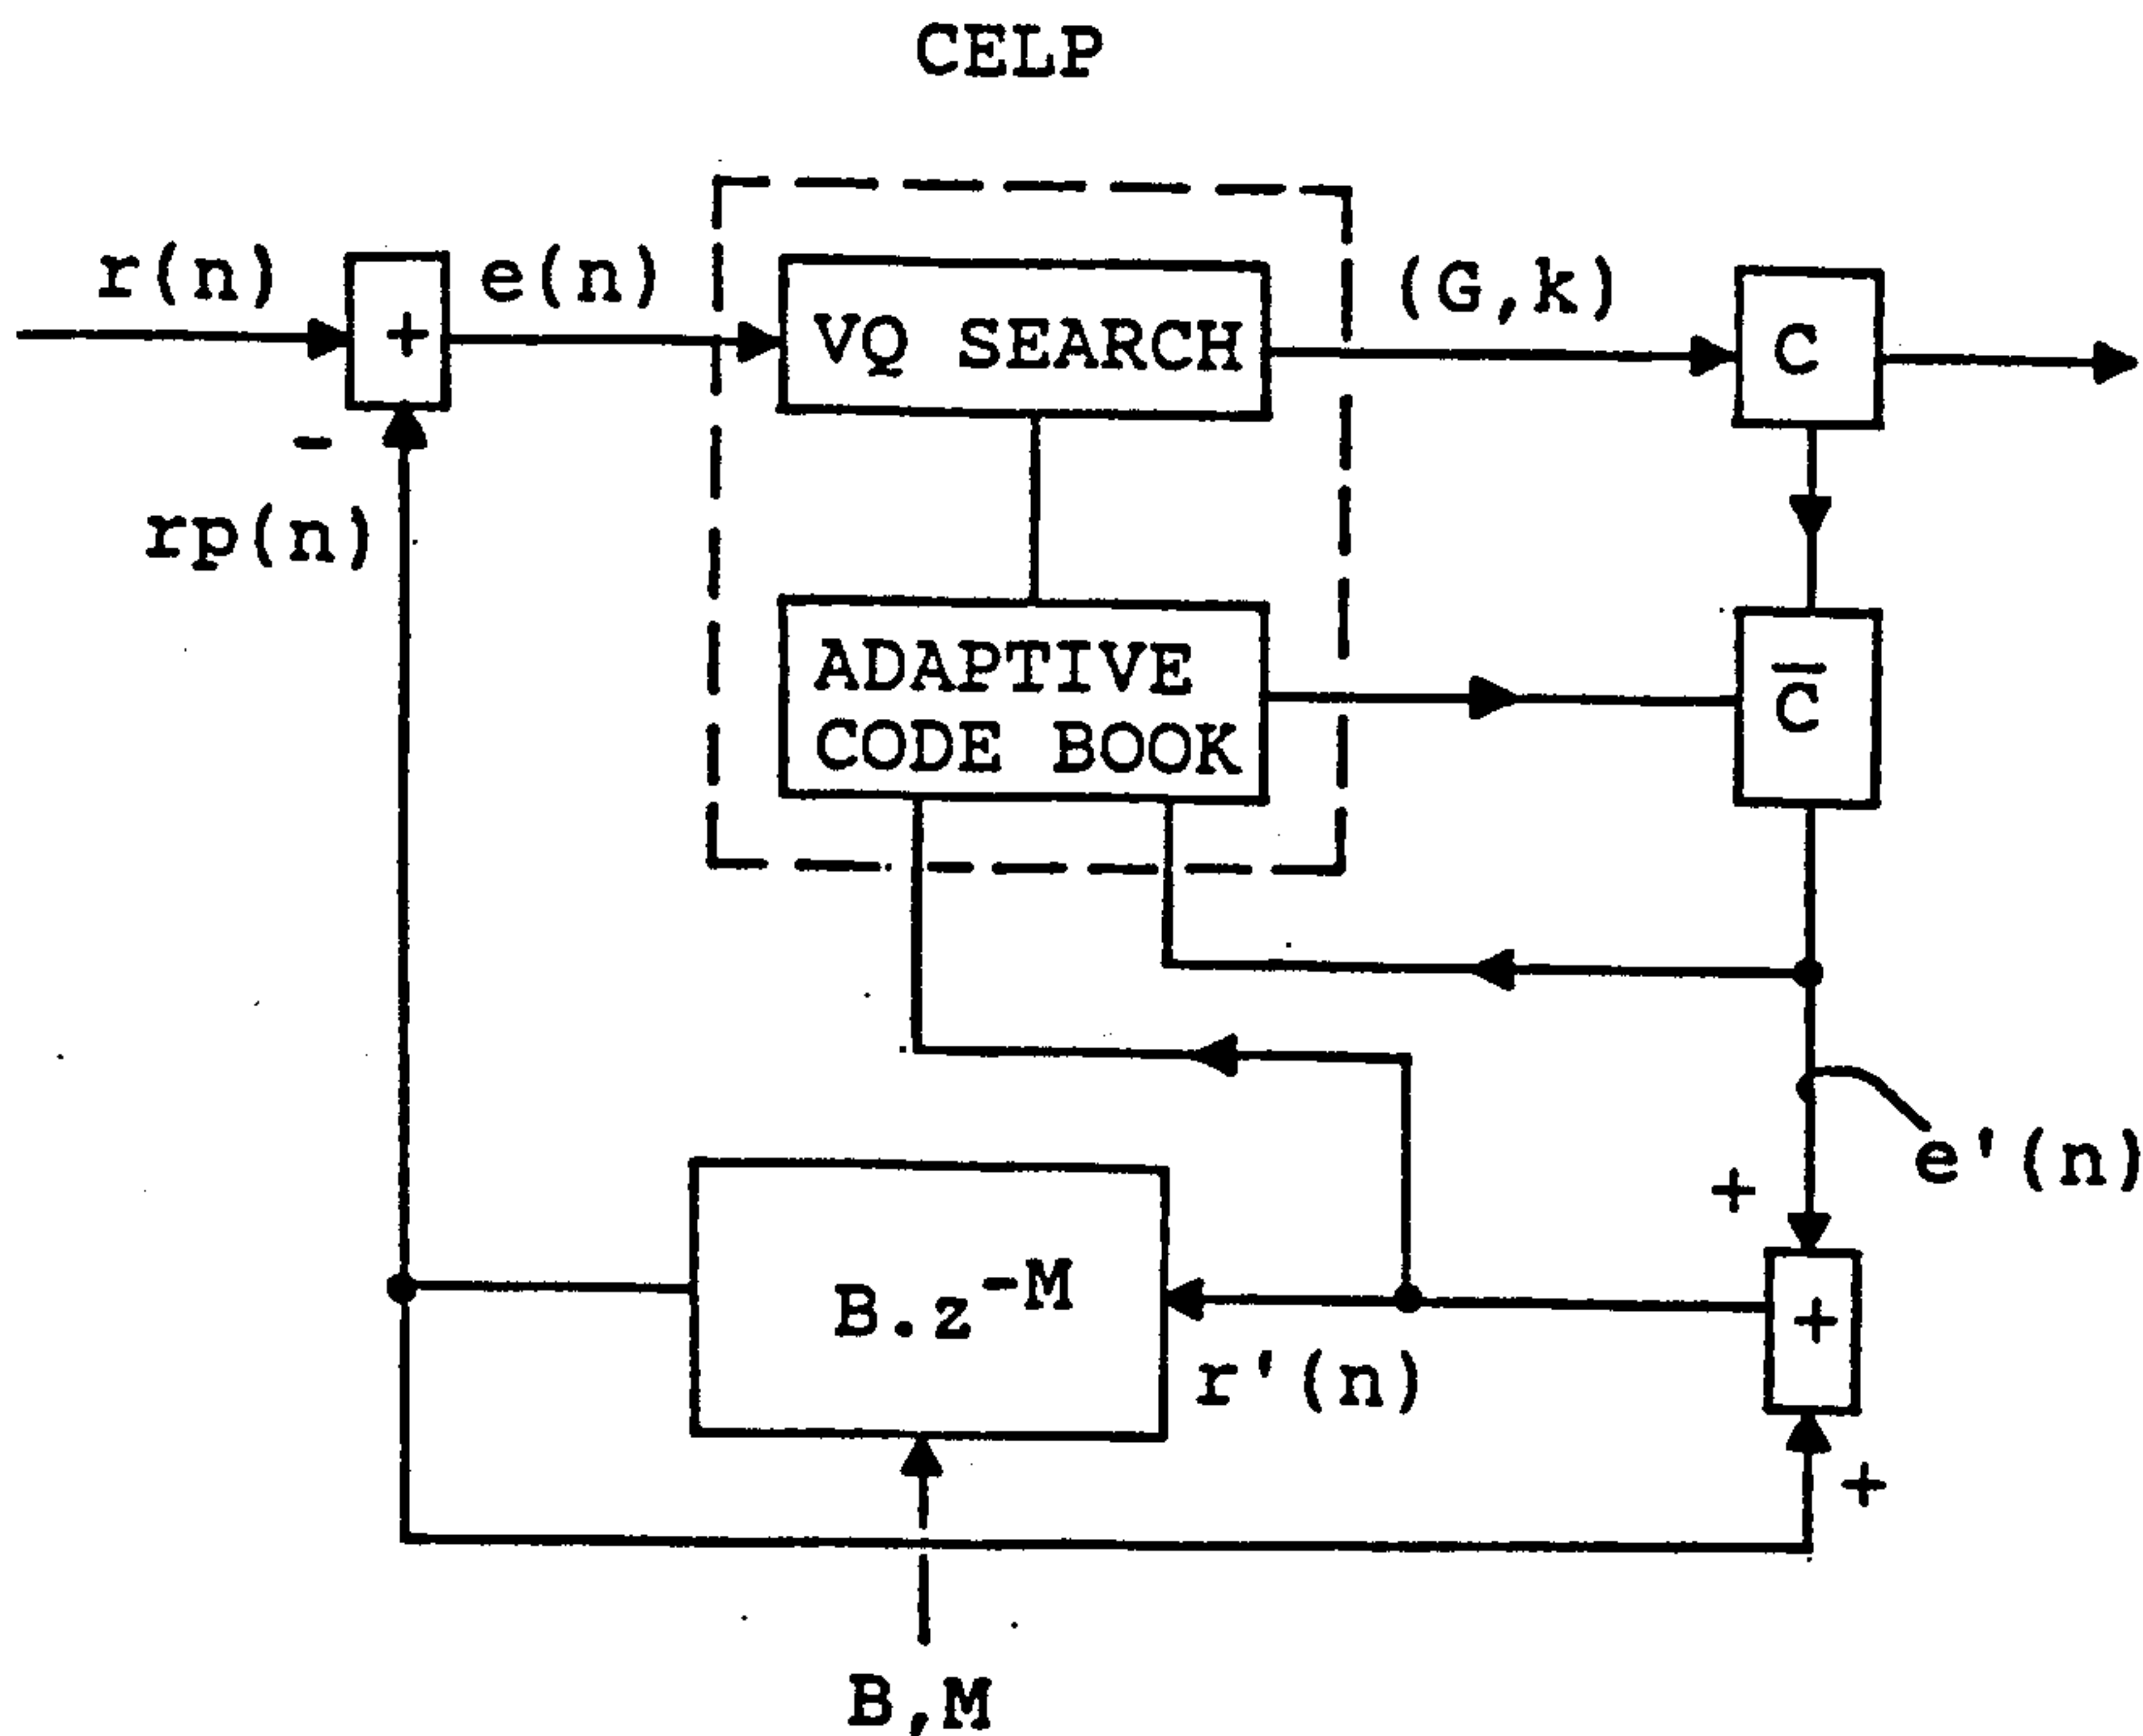 CELP
r(n)
+
e(n)
VQ SEARCH
(G,k)
C
-
rp(n)
ADAPTIVE
CODE BOOK
C̅
e'(n)
+
B.z⁻ᴹ
r'(n)
+
+
B,M